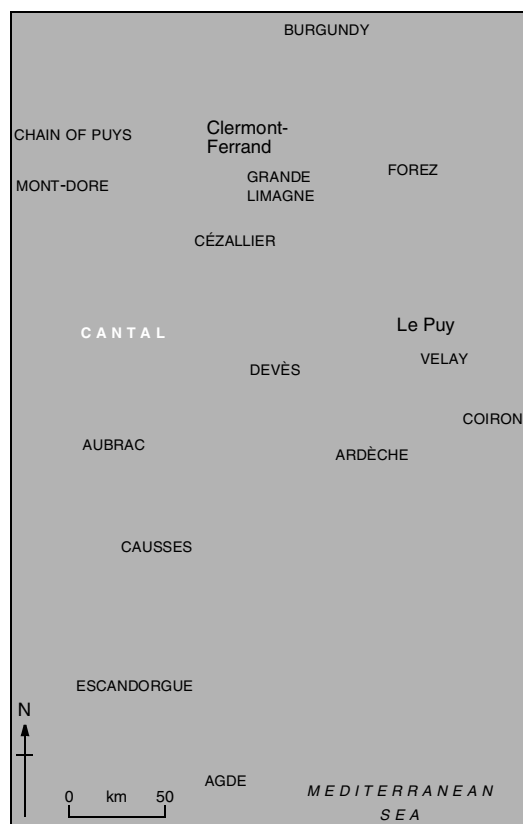 BURGUNDY
CHAIN OF PUYS
Clermont-
Ferrand
MONT-DORE
GRANDE
LIMAGNE
FOREZ
CÉZALLIER
CANTAL
Le Puy
VELAY
DEVÈS
COIRON
AUBRAC
ARDÈCHE
CAUSSES
ESCANDORGUE
N
0 km 50
AGDE
MEDITERRANEAN
SEA